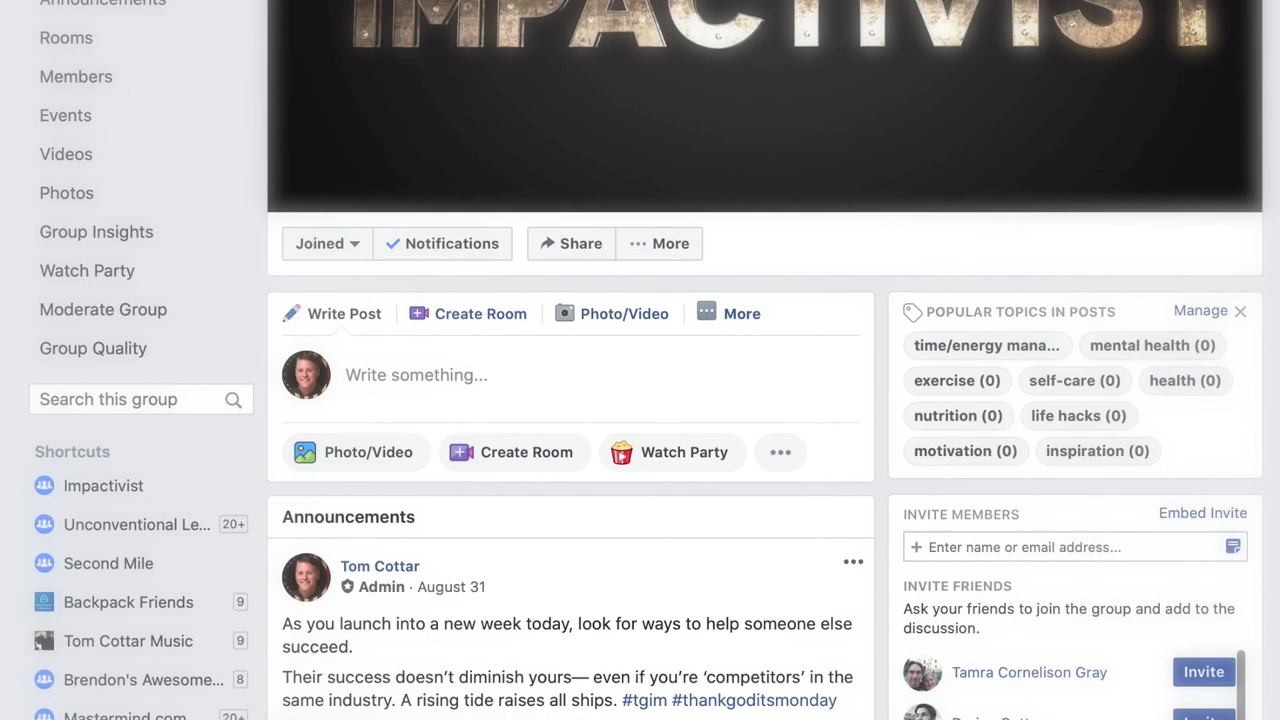 Announcements
IMPACTIVIST
Rooms
Members
Events
Videos
Photos
Group Insights
Watch Party
Moderate Group
Group Quality
Search this group
Shortcuts
Impactivist
Unconventional Le... 20+
Second Mile
Backpack Friends 9
Tom Cottar Music 9
Brendon's Awesome... 8
Mastermind.com 20+
Joined Notifications Share ··· More
Write Post Create Room Photo/Video More
Write something...
Photo/Video Create Room Watch Party
Announcements
Tom Cottar
Admin · August 31
As you launch into a new week today, look for ways to help someone else
succeed.
Their success doesn’t diminish yours— even if you’re ‘competitors’ in the
same industry. A rising tide raises all ships. #tgim #thankgoditsmonday
POPULAR TOPICS IN POSTS Manage
time/energy mana... mental health (0)
exercise (0) self-care (0) health (0)
nutrition (0) life hacks (0)
motivation (0) inspiration (0)
INVITE MEMBERS Embed Invite
+ Enter name or email address...
INVITE FRIENDS
Ask your friends to join the group and add to the
discussion.
Tamra Cornelison Gray Invite